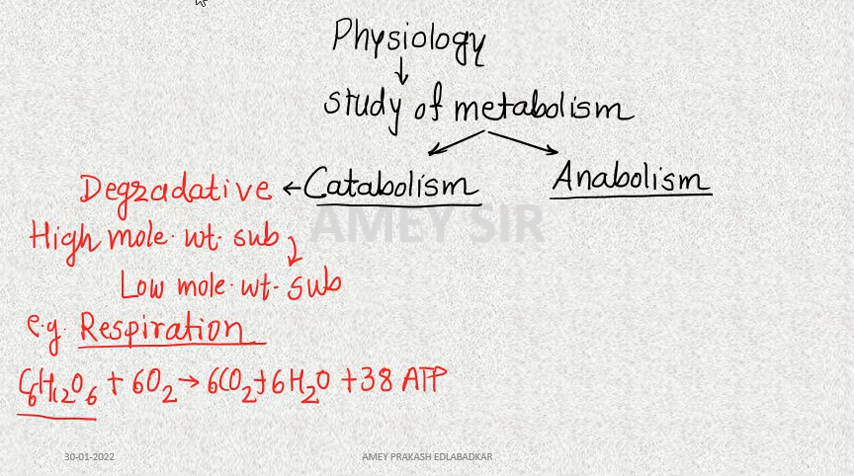 Physiology
↓
study of metabolism
Degradative ← Catabolism Anabolism
AMEY SIR
High mole. wt. sub
Low mole. wt. sub
e.g. Respiration
C₆H₁₂O₆ + 6O₂ → 6CO₂ + 6H₂O + 38 ATP
30-01-2022 AMEY PRAKASH EDLABADKAR